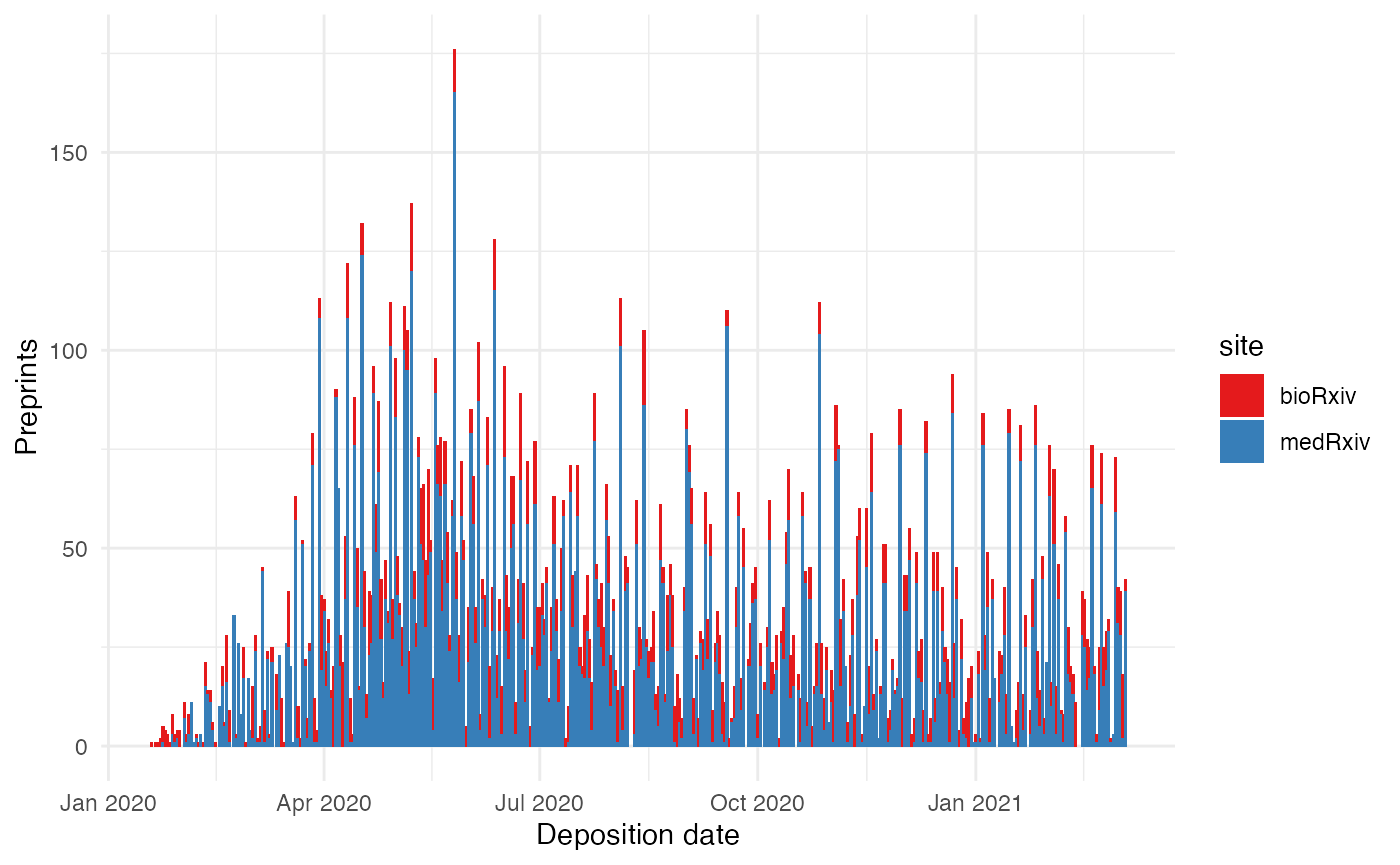 150
100
50
0
Preprints
Jan 2020
Apr 2020
Jul 2020
Oct 2020
Jan 2021
Deposition date
site
bioRxiv
medRxiv